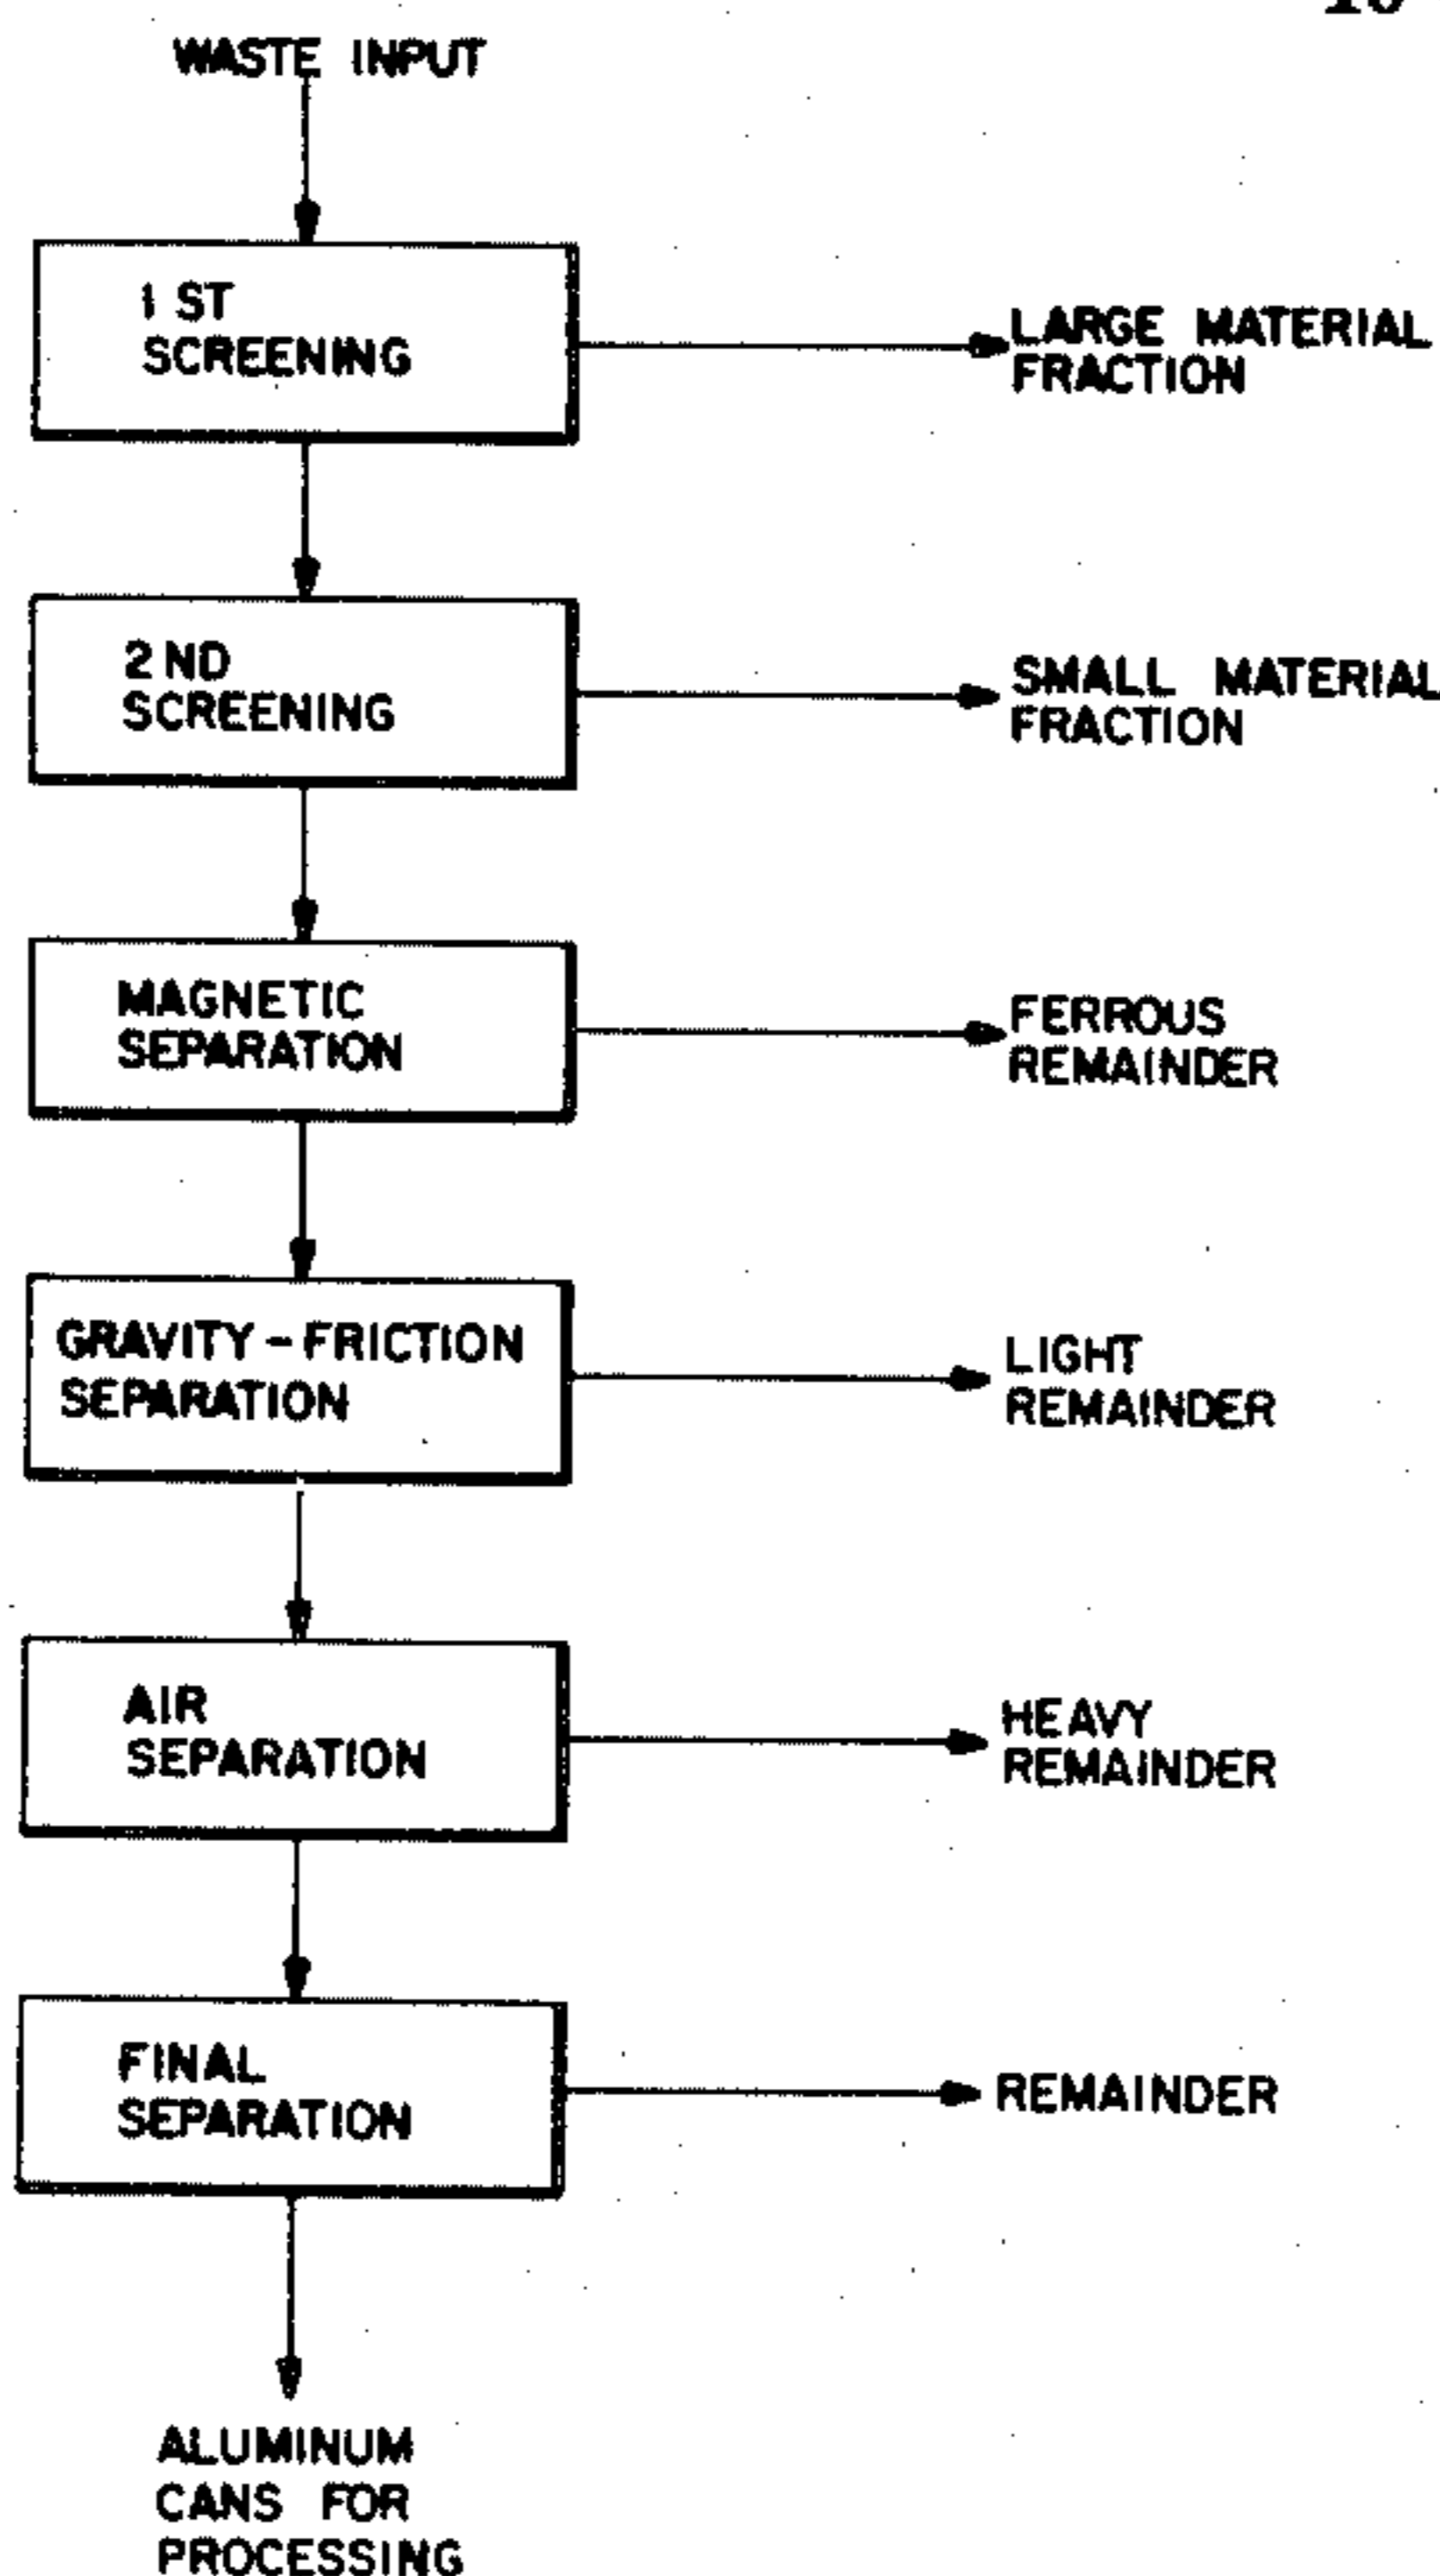 WASTE INPUT
1 ST
SCREENING
LARGE MATERIAL
FRACTION
2 ND
SCREENING
SMALL MATERIAL
FRACTION
MAGNETIC
SEPARATION
FERROUS
REMAINDER
GRAVITY - FRICTION
SEPARATION
LIGHT
REMAINDER
AIR
SEPARATION
HEAVY
REMAINDER
FINAL
SEPARATION
REMAINDER
ALUMINUM
CANS FOR
PROCESSING